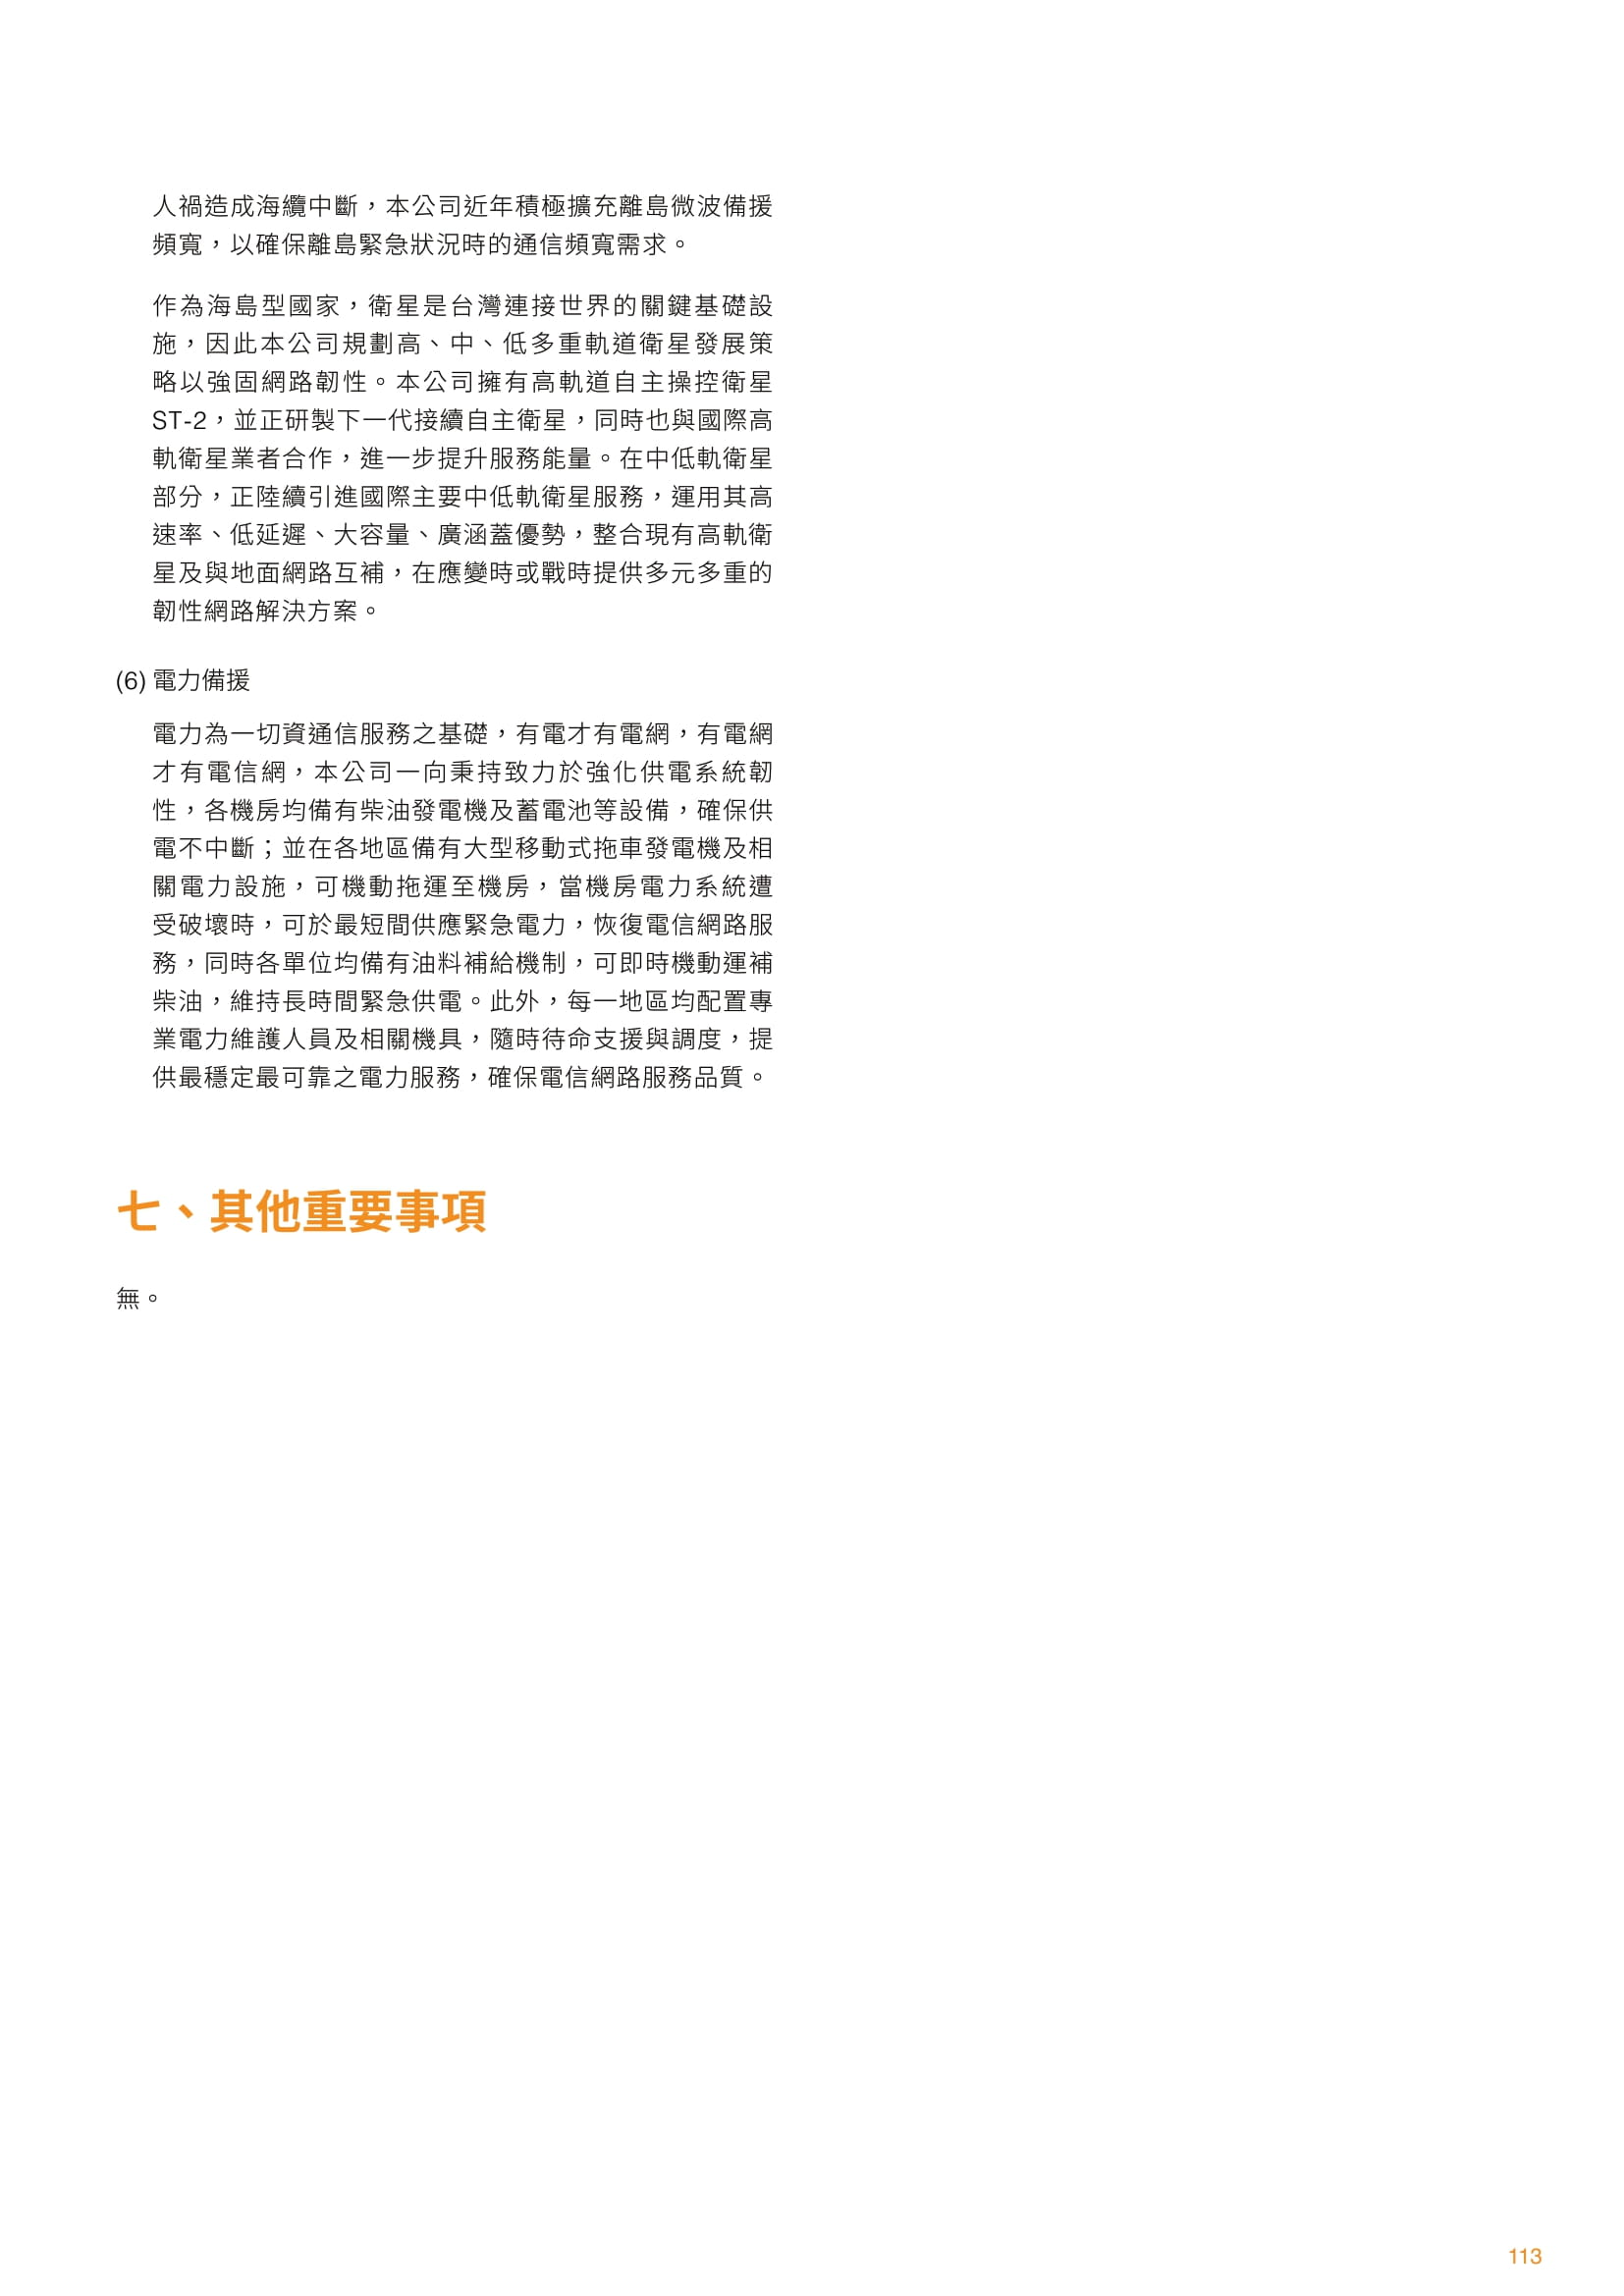 人禍造成海纜中斷，本公司近年積極擴充離島微波備援
頻寬，以確保離島緊急狀況時的通信頻寬需求。
作為海島型國家，衛星是台灣連接世界的關鍵基礎設
施，因此本公司規劃高、中、低多重軌道衛星發展策
略以強固網路韌性。本公司擁有高軌道自主操控衛星
ST-2，並正研製下一代接續自主衛星，同時也與國際高
軌衛星業者合作，進一步提升服務能量。在中低軌衛星
部分，正陸續引進國際主要中低軌衛星服務，運用其高
速率、低延遲、大容量、廣涵蓋優勢，整合現有高軌衛
星及與地面網路互補，在應變時或戰時提供多元多重的
韌性網路解決方案。
(6) 電力備援
電力為一切資通信服務之基礎，有電才有電網，有電網
才有電信網，本公司一向秉持致力於強化供電系統韌
性，各機房均備有柴油發電機及蓄電池等設備，確保供
電不中斷；並在各地區備有大型移動式拖車發電機及相
關電力設施，可機動拖運至機房，當機房電力系統遭
受破壞時，可於最短間供應緊急電力，恢復電信網路服
務，同時各單位均備有油料補給機制，可即時機動運補
柴油，維持長時間緊急供電。此外，每一地區均配置專
業電力維護人員及相關機具，隨時待命支援與調度，提
供最穩定最可靠之電力服務，確保電信網路服務品質。
七、其他重要事項
無。
113